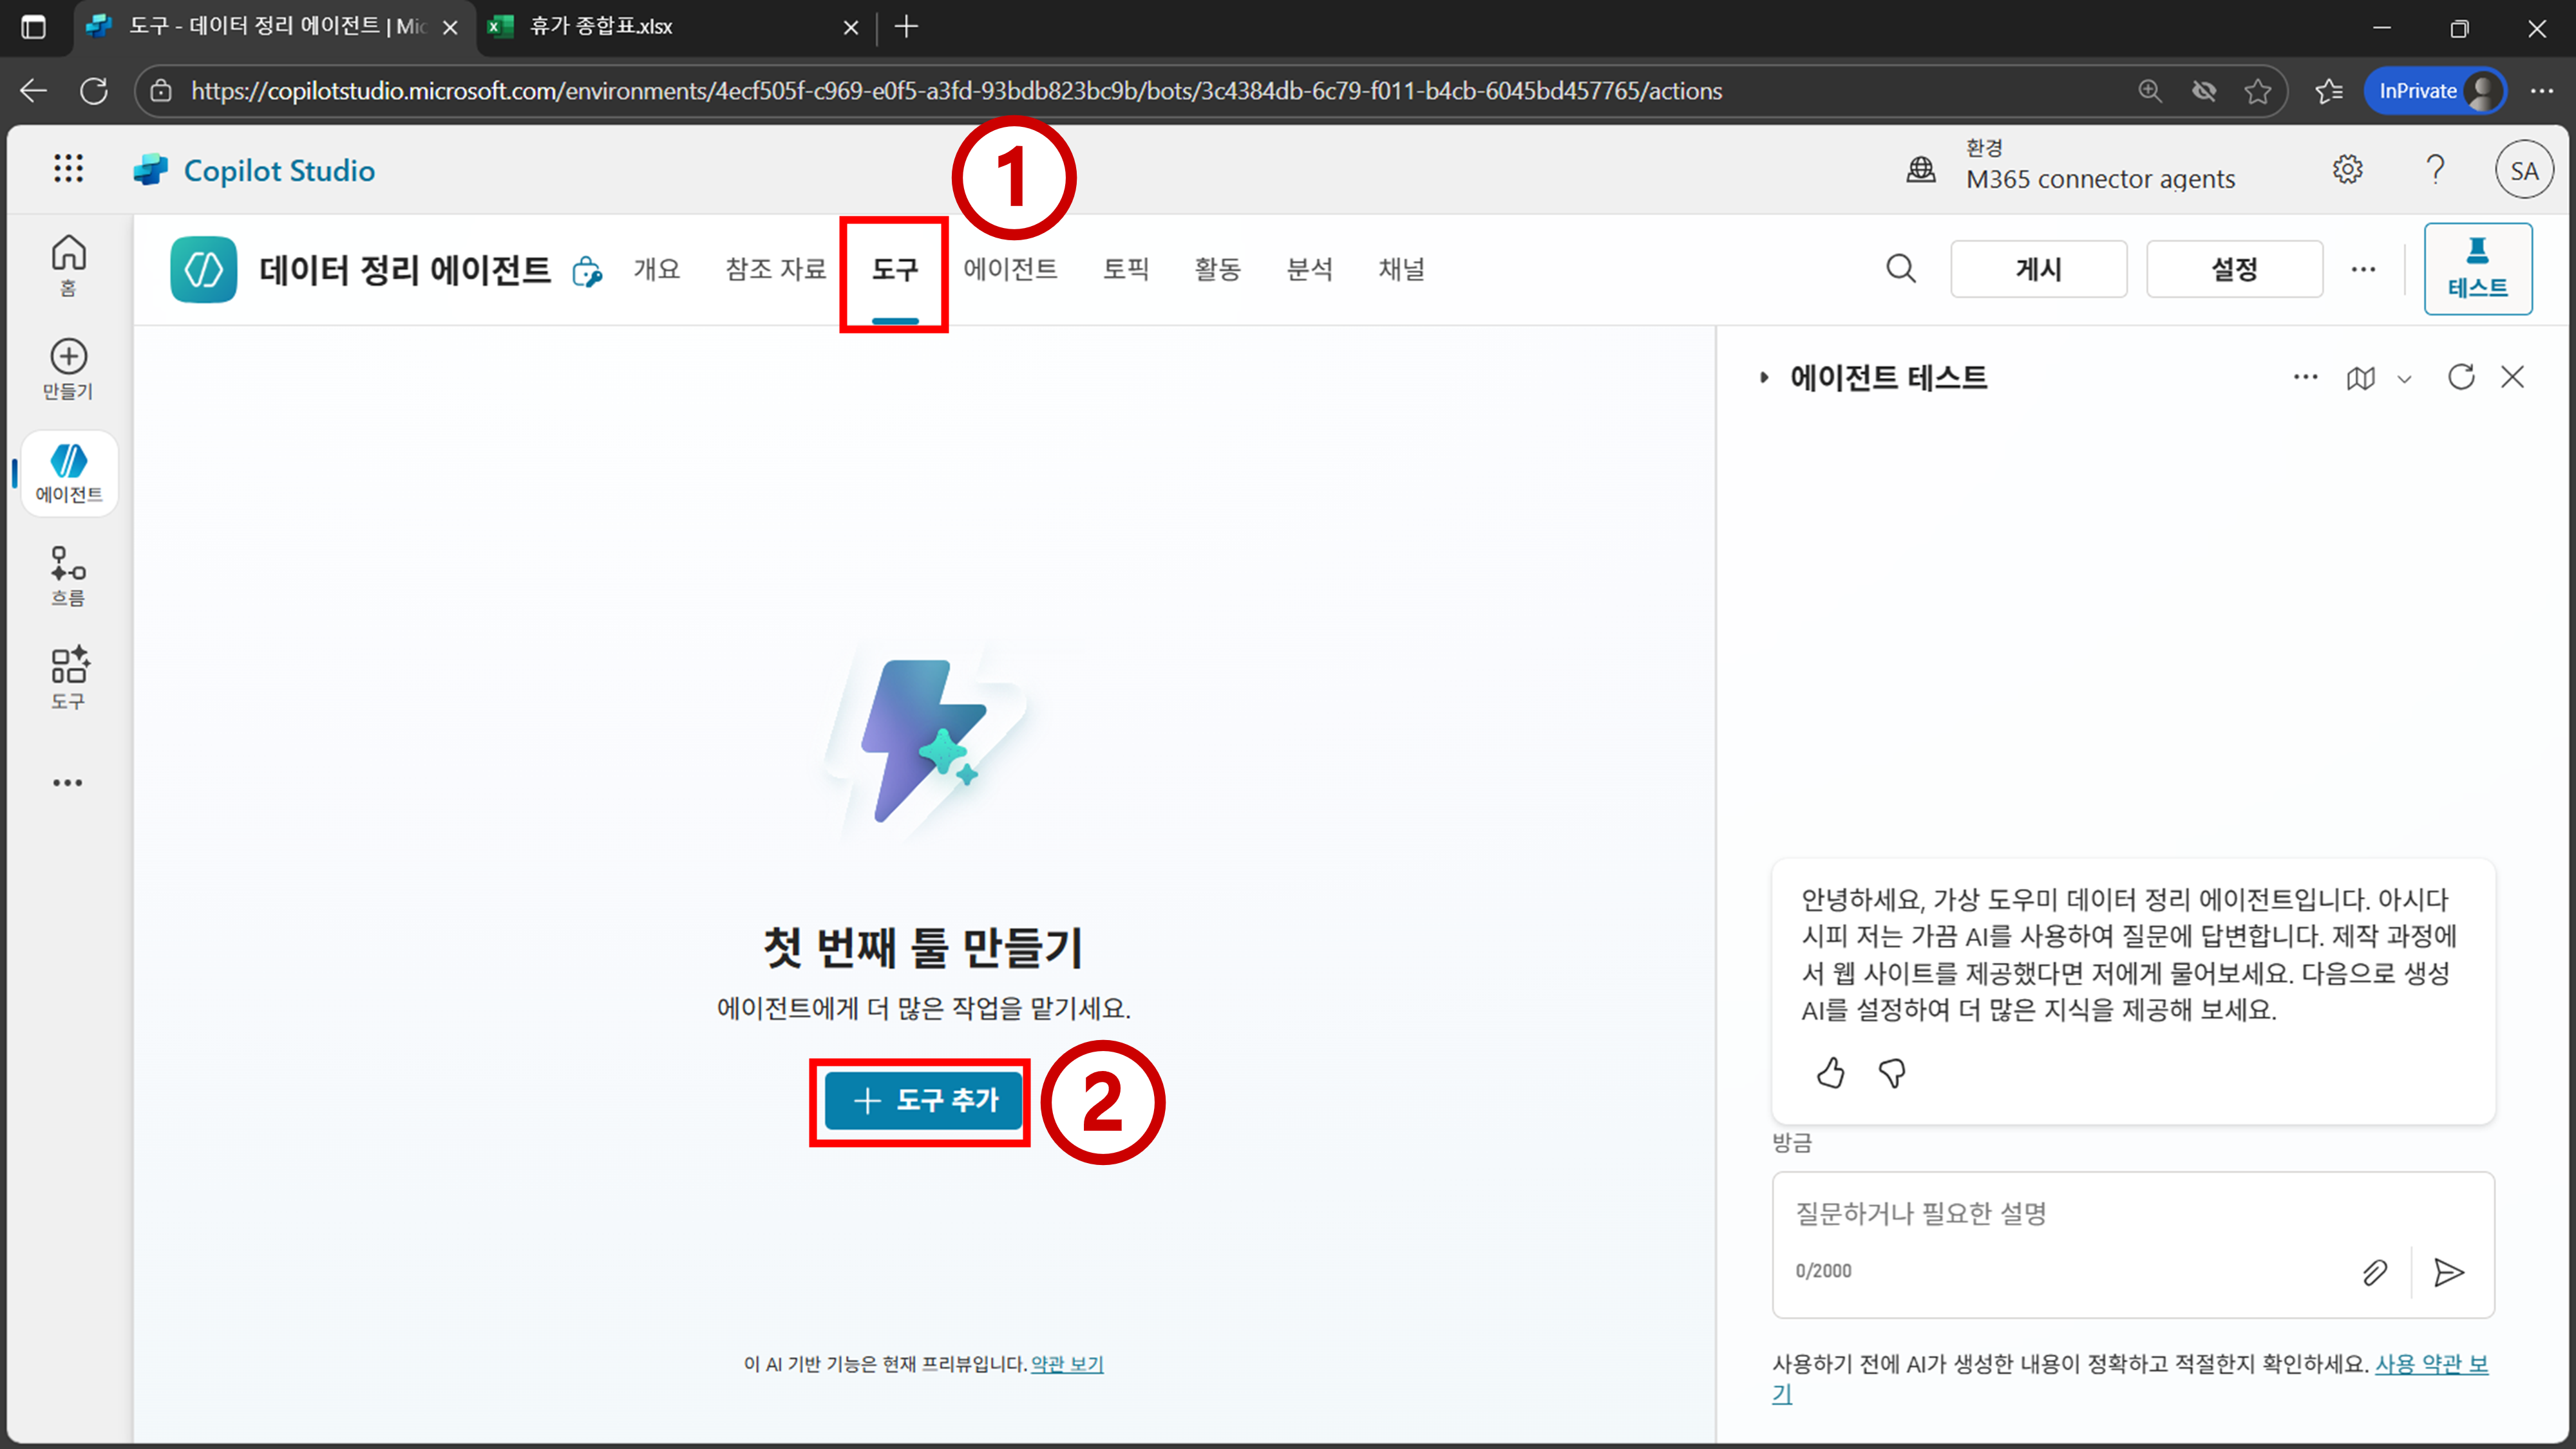 도구 - 데이터 정리 에이전트 | Mic
휴가 종합표.xlsx
https://copilotstudio.microsoft.com/environments/4ecf505f-c969-e0f5-a3fd-93bdb823bc9b/bots/3c4384db-6c79-f011-b4cb-6045bd457765/actions
InPrivate
Copilot Studio
1
환경
M365 connector agents
SA
데이터 정리 에이전트
개요
참조 자료
도구
에이전트
토픽
활동
분석
채널
게시
설정
테스트
홈
만들기
에이전트
흐름
도구
첫 번째 툴 만들기
에이전트에게 더 많은 작업을 맡기세요.
도구 추가
2
이 AI 기반 기능은 현재 프리뷰입니다. 약관 보기
에이전트 테스트
안녕하세요, 가상 도우미 데이터 정리 에이전트입니다. 아시다
시피 저는 가끔 AI를 사용하여 질문에 답변합니다. 제작 과정에
서 웹 사이트를 제공했다면 저에게 물어보세요. 다음으로 생성
AI를 설정하여 더 많은 지식을 제공해 보세요.
방금
질문하거나 필요한 설명
0/2000
사용하기 전에 AI가 생성한 내용이 정확하고 적절한지 확인하세요. 사용 약관 보
기